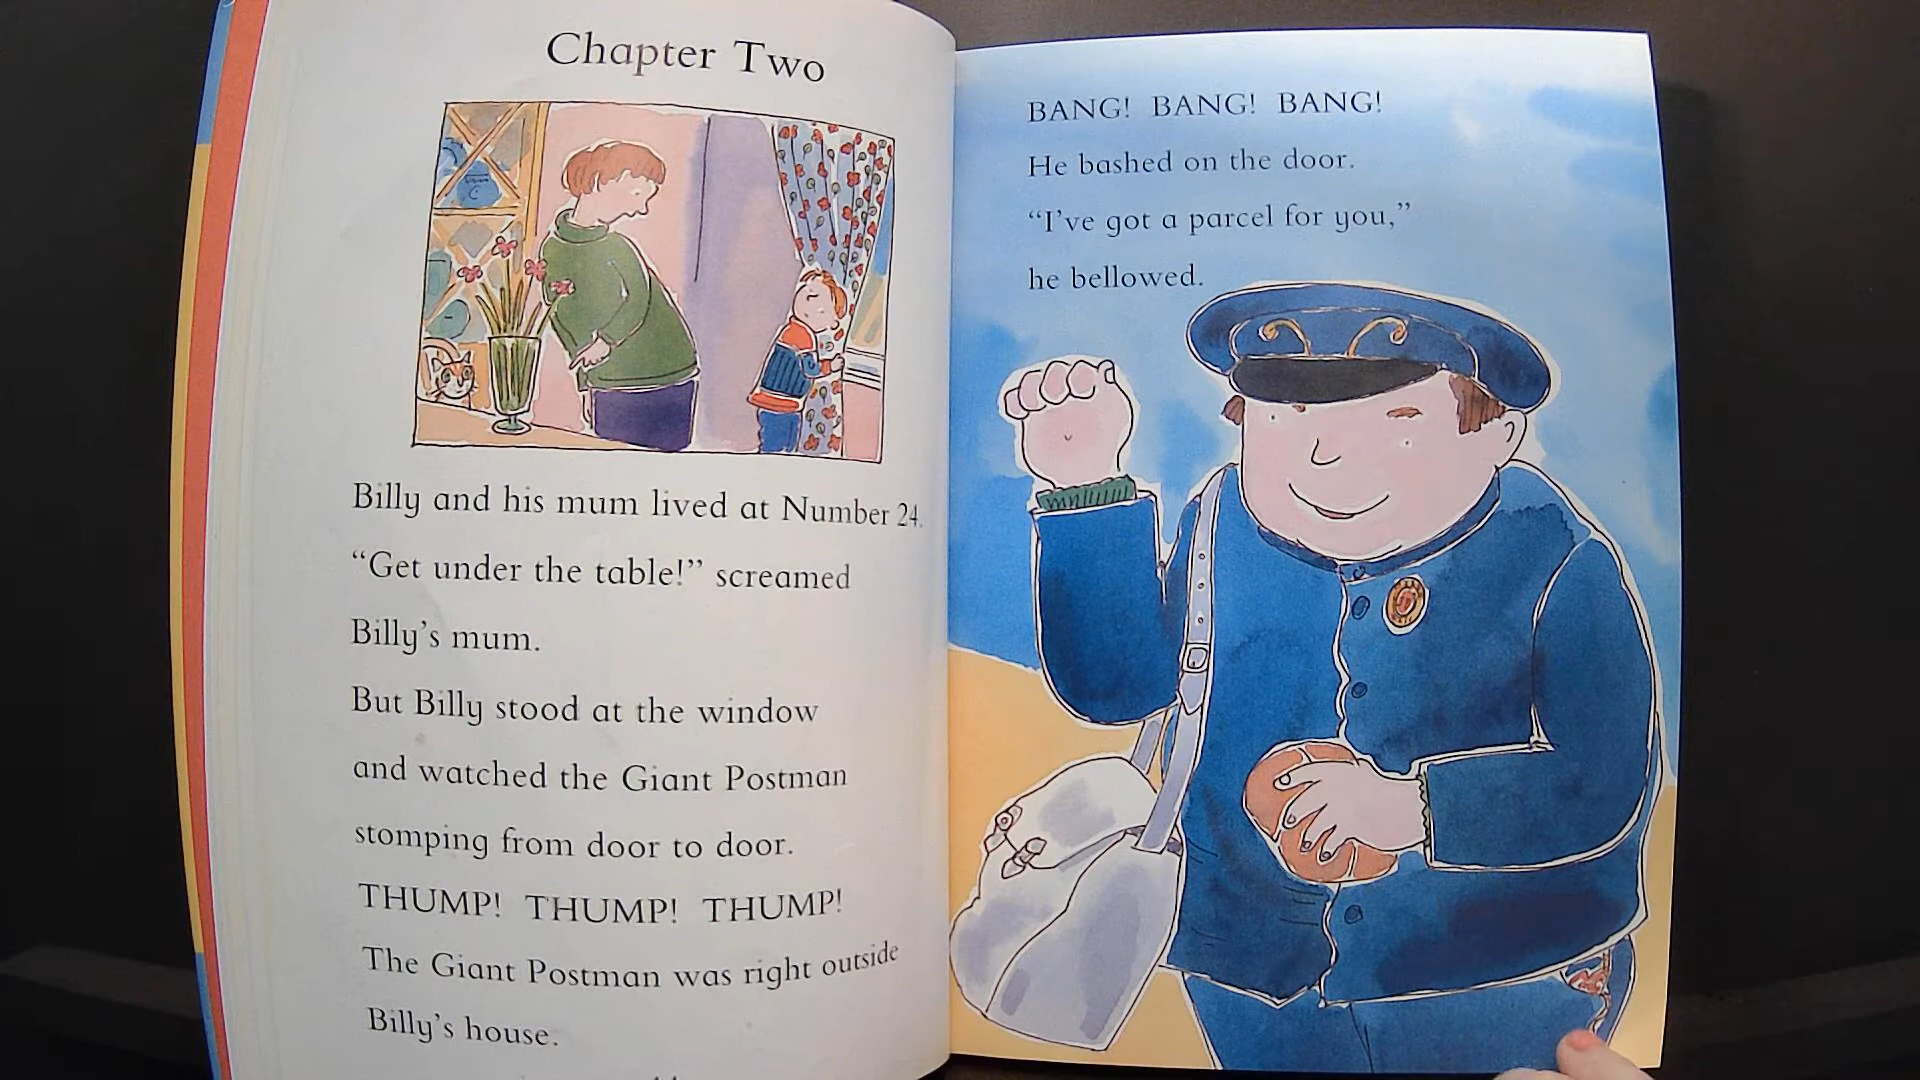 Chapter Two
Billy and his mum lived at Number 24.
“Get under the table!” screamed
Billy’s mum.
But Billy stood at the window
and watched the Giant Postman
stomping from door to door.
THUMP! THUMP! THUMP!
The Giant Postman was right outside
Billy’s house.
BANG! BANG! BANG!
He bashed on the door.
“I’ve got a parcel for you,”
he bellowed.